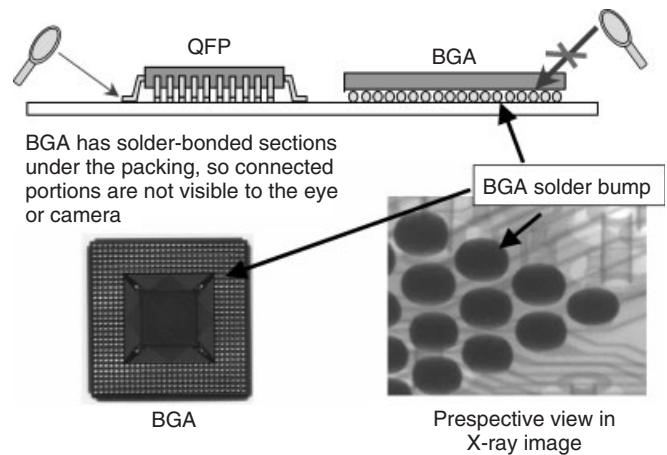 QFP
BGA
BGA has solder-bonded sections
under the packing, so connected
portions are not visible to the eye
or camera
BGA solder bump
BGA
Prespective view in
X-ray image